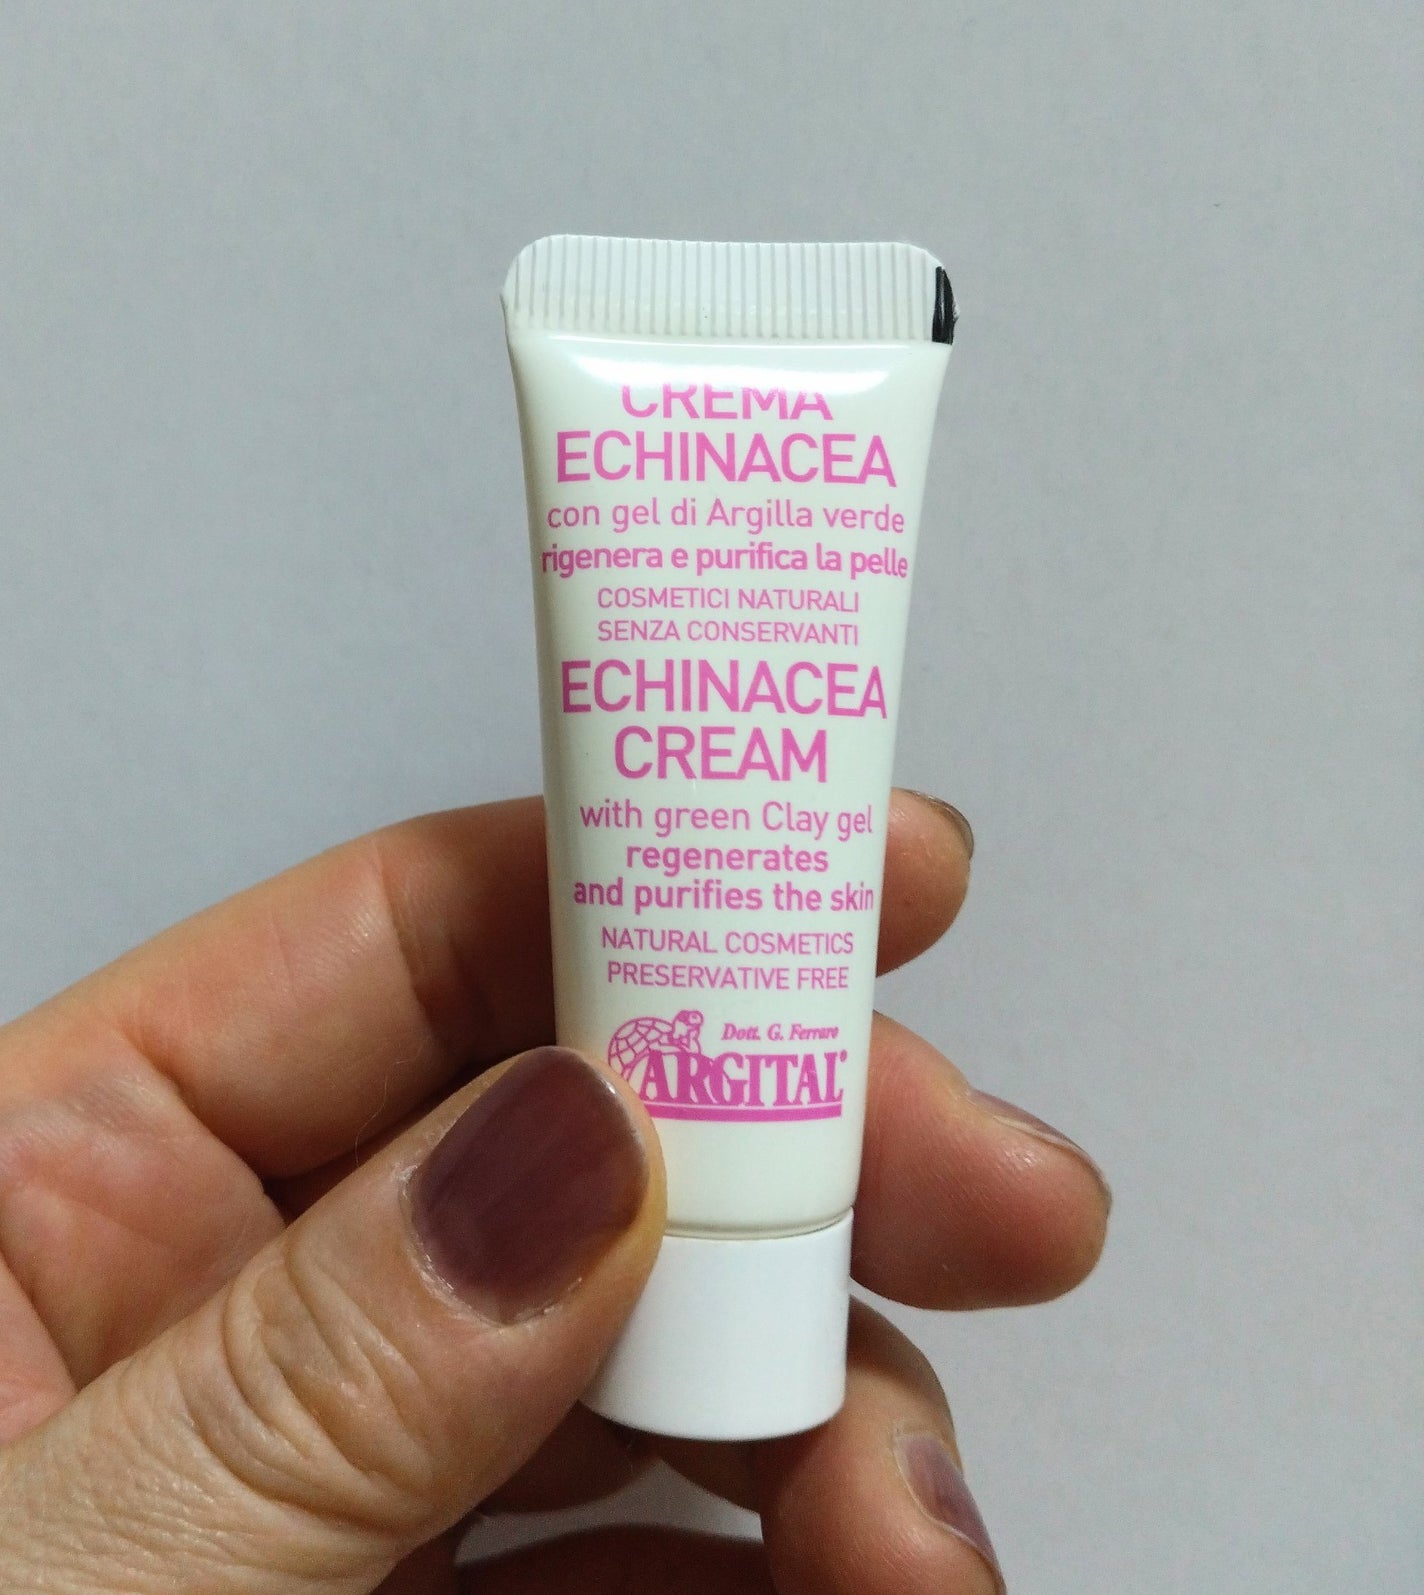 CREMA
ECHINACEA
con gel di Argilla verde
rigenera e purifica la pelle
COSMETICI NATURALI
SENZA CONSERVANTI
ECHINACEA
CREAM
with green Clay gel
regenerates
and purifies the skin
NATURAL COSMETICS
PRESERVATIVE FREE
Dott. G. Ferraro
ARGITAL®